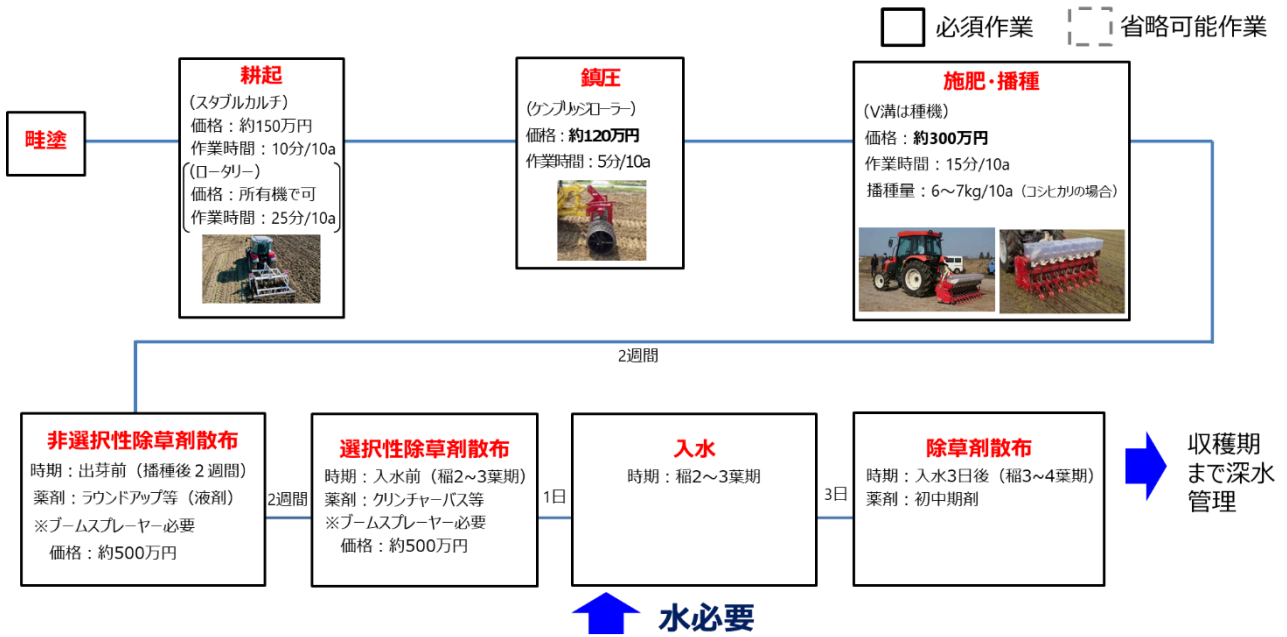 必須作業
省略可能作業
畦塗
耕起
(スタブルカルチ)
価格：約150万円
作業時間：10分/10a
(ロータリー)
価格：所有機で可
作業時間：25分/10a
鎮圧
(ケンブリッジローラー)
価格：約120万円
作業時間：5分/10a
施肥・播種
(V溝は種機)
価格：約300万円
作業時間：15分/10a
播種量：6～7kg/10a（コシヒカリの場合）
2週間
非選択性除草剤散布
時期：出芽前（播種後２週間）
薬剤：ラウンドアップ等（液剤）
※ブームスプレーヤー必要
価格：約500万円
2週間
選択性除草剤散布
時期：入水前（稲2~3葉期）
薬剤：クリンチャーバス等
※ブームスプレーヤー必要
価格：約500万円
1日
入水
時期：稲2～3葉期
3日
除草剤散布
時期：入水3日後（稲3~4葉期）
薬剤：初中期剤
収穫期
まで深水
管理
水必要